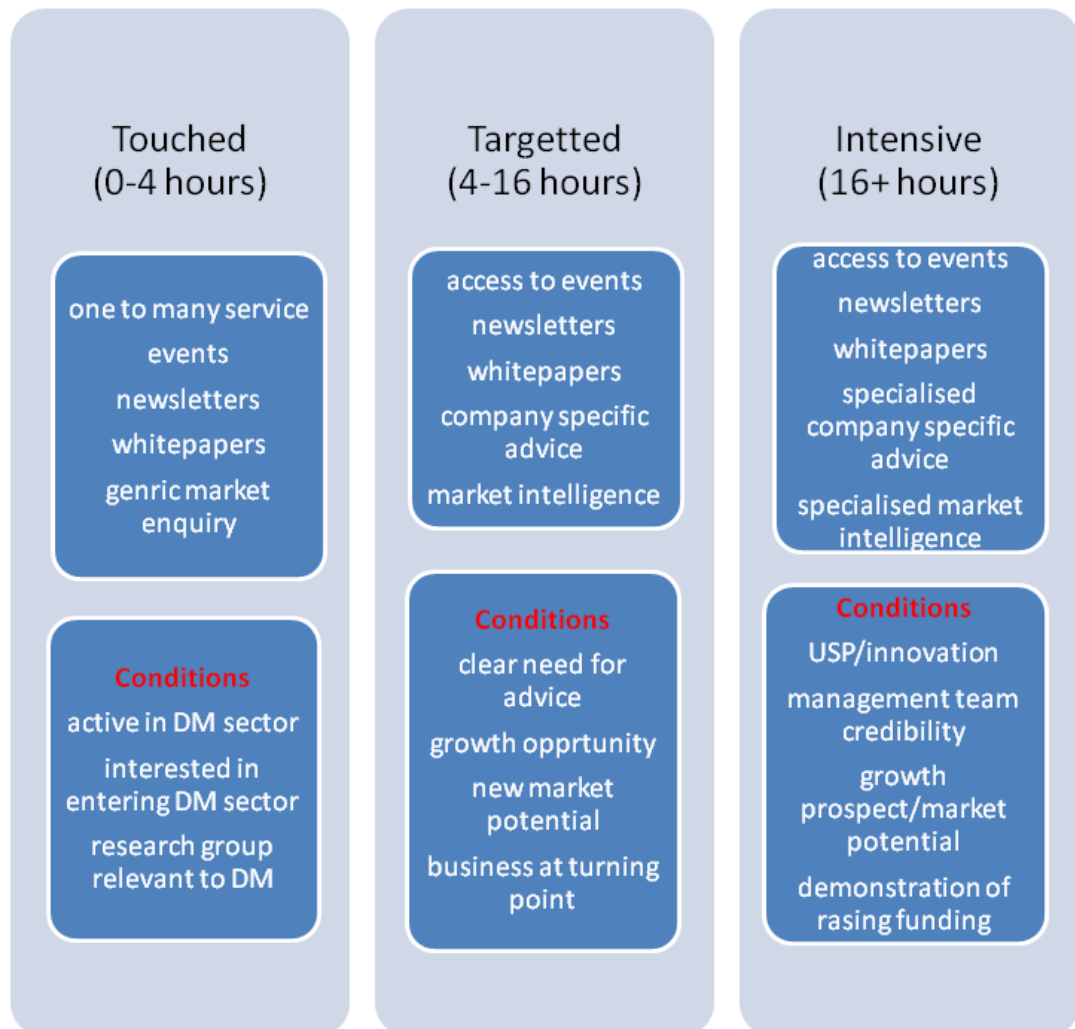 Touched
(0-4 hours)
one to many service
events
newsletters
whitepapers
genric market
enquiry
Conditions
active in DM sector
interested in
entering DM sector
research group
relevant to DM
Targetted
(4-16 hours)
access to events
newsletters
whitepapers
company specific
advice
market intelligence
Conditions
clear need for
advice
growth opprtunity
new market
potential
business at turning
point
Intensive
(16+ hours)
access to events
newsletters
whitepapers
specialised
company specific
advice
specialised market
intelligence
Conditions
USP/innovation
management team
credibility
growth
prospect/market
potential
demonstration of
rasing funding